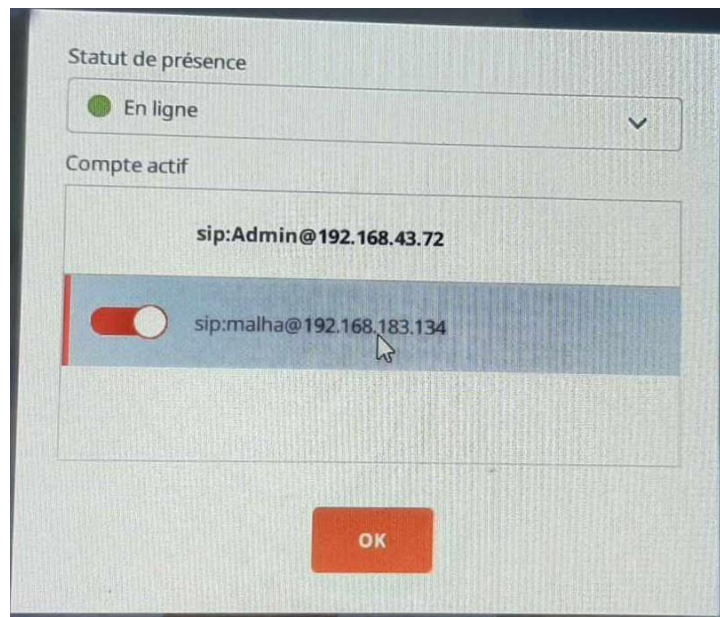 Statut de présence
En ligne
Compte actif
sip:Admin@192.168.43.72
sip:malha@192.168.183.134
OK